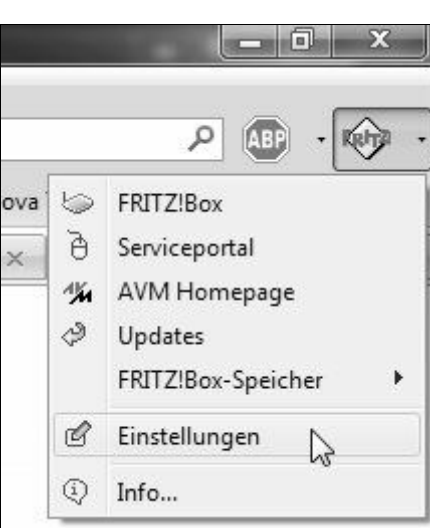 ABP
FRITZ!
ova
FRITZ!Box
Serviceportal
AVM Homepage
Updates
FRITZ!Box-Speicher
Einstellungen
Info...